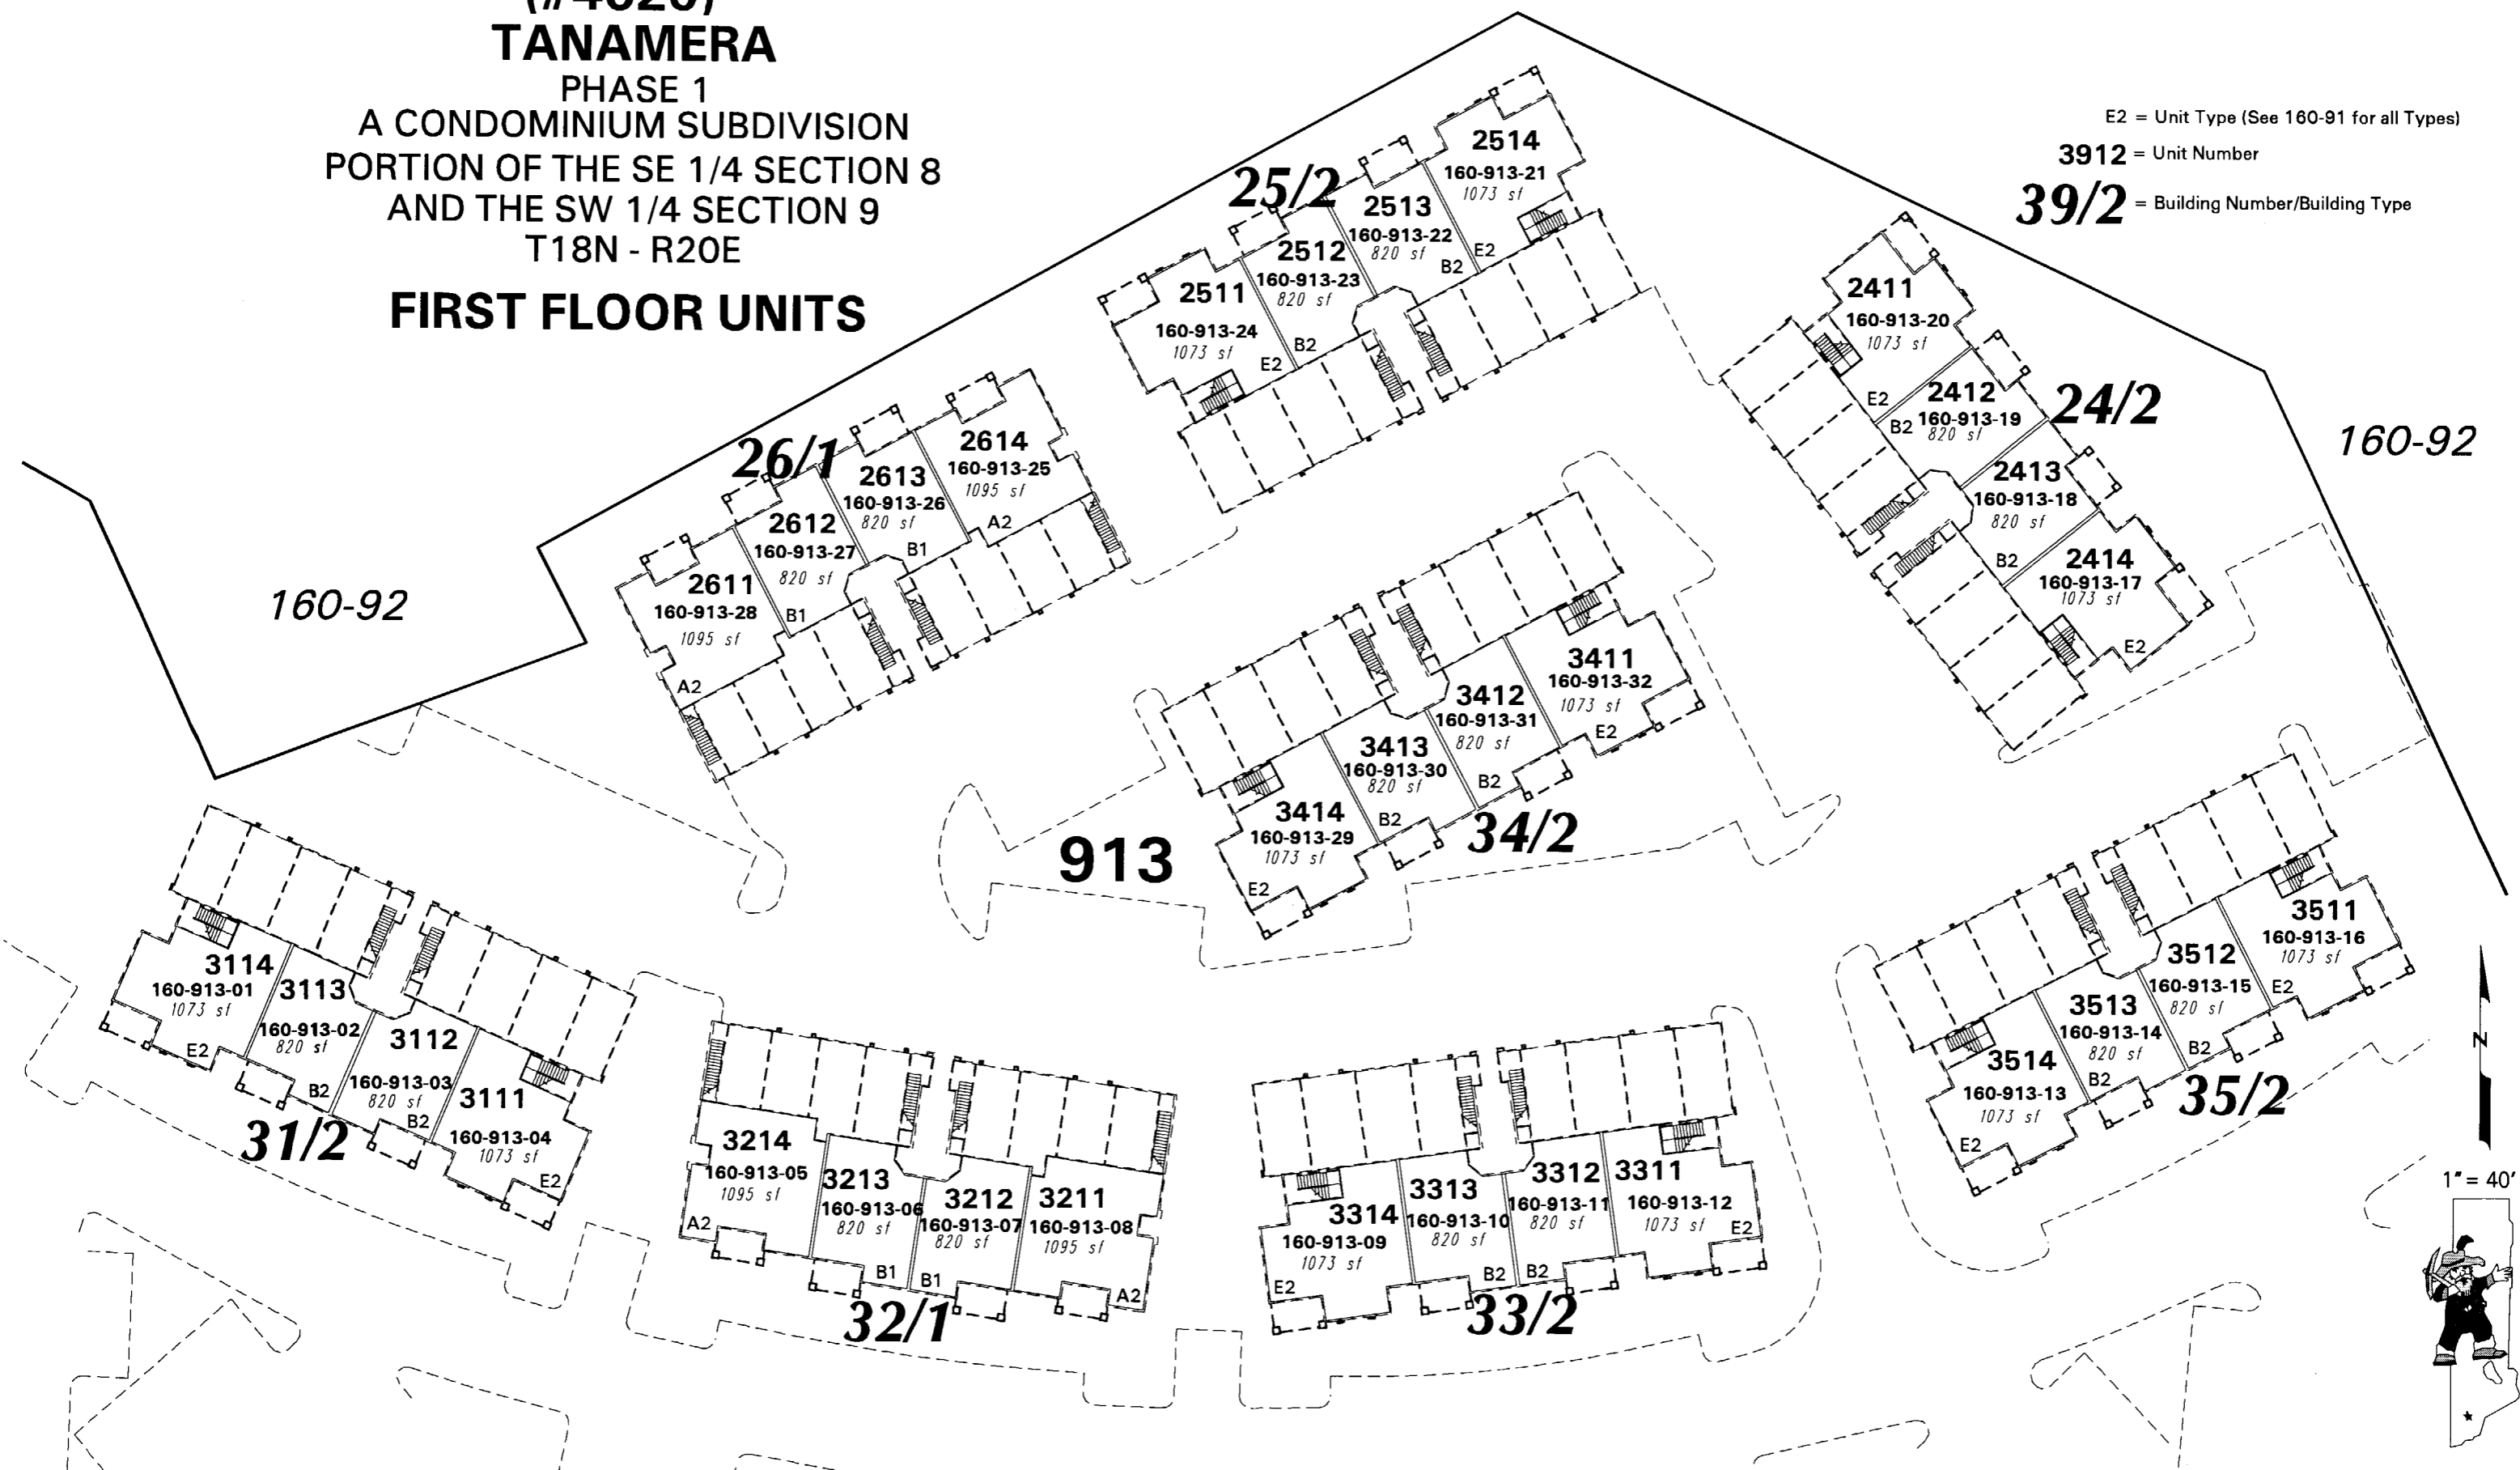 TANAMERA
PHASE 1
A CONDOMINIUM SUBDIVISION
PORTION OF THE SE 1/4 SECTION 8
AND THE SW 1/4 SECTION 9
T18N - R20E
FIRST FLOOR UNITS
E2 = Unit Type (See 160-91 for all Types)
3912 = Unit Number
39/2 = Building Number/Building Type
25/2
2514
160-913-21
1073 sf
E2
2513
160-913-22
820 sf
B2
2512
160-913-23
820 sf
B2
2511
160-913-24
1073 sf
E2
24/2
2411
160-913-20
1073 sf
E2
2412
160-913-19
820 sf
B2
2413
160-913-18
820 sf
B2
2414
160-913-17
1073 sf
E2
160-92
26/1
2614
160-913-25
1095 sf
A2
2613
160-913-26
820 sf
B1
2612
160-913-27
820 sf
B1
2611
160-913-28
1095 sf
A2
160-92
3411
160-913-32
1073 sf
E2
3412
160-913-31
820 sf
B2
3413
160-913-30
820 sf
B2
3414
160-913-29
1073 sf
E2
34/2
913
3114
160-913-01
1073 sf
E2
3113
160-913-02
820 sf
B2
3112
160-913-03
820 sf
B2
3111
160-913-04
1073 sf
E2
31/2
3214
160-913-05
1095 sf
A2
3213
160-913-06
820 sf
B1
3212
160-913-07
820 sf
B1
3211
160-913-08
1095 sf
A2
32/1
3314
160-913-09
1073 sf
E2
3313
160-913-10
820 sf
B2
3312
160-913-11
820 sf
B2
3311
160-913-12
1073 sf
E2
33/2
3511
160-913-16
1073 sf
E2
3512
160-913-15
820 sf
B2
3513
160-913-14
820 sf
B2
3514
160-913-13
1073 sf
E2
35/2
N
1" = 40'